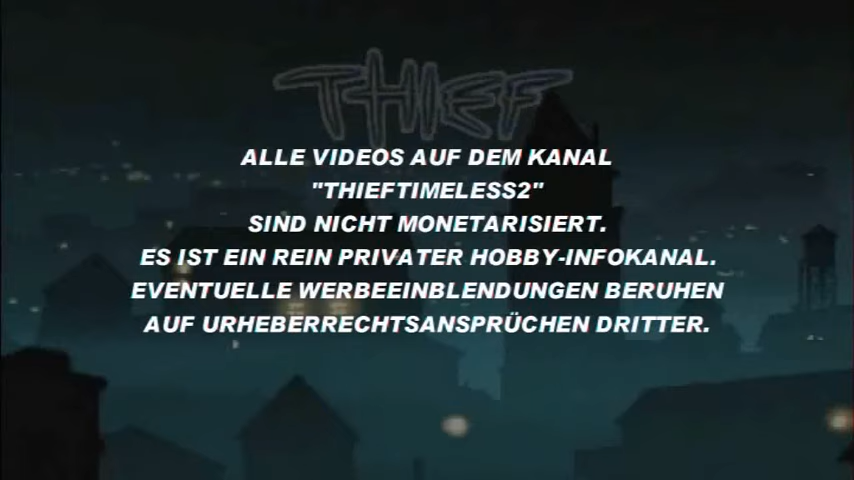 THIEF
ALLE VIDEOS AUF DEM KANAL
"THIEFTIMELESS2"
SIND NICHT MONETARISIERT.
ES IST EIN REIN PRIVATER HOBBY-INFOKANAL.
EVENTUELLE WERBEEINBLENDUNGEN BERUHEN
AUF URHEBERRECHTSANSPRÜCHEN DRITTER.